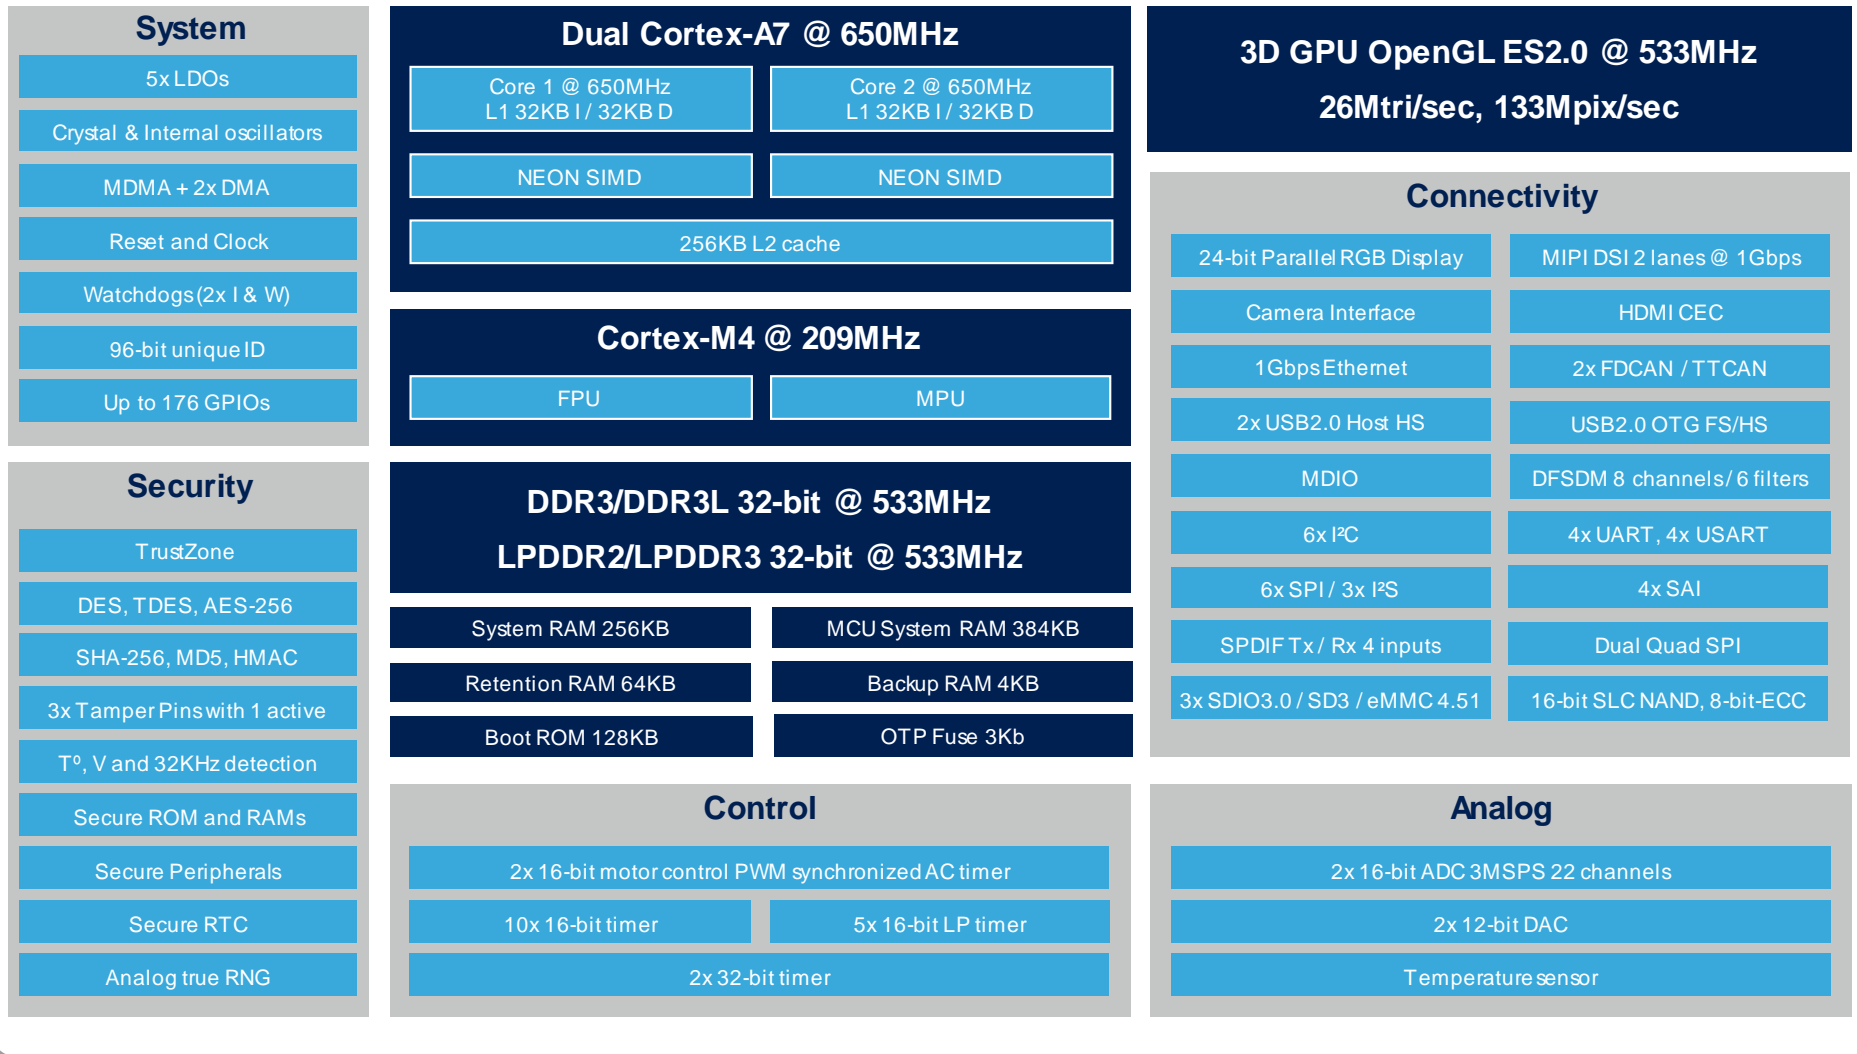 System
5x LDOs
Crystal & Internal oscillators
MDMA + 2x DMA
Reset and Clock
Watchdogs (2x I & W)
96-bit unique ID
Up to 176 GPIOs
Security
TrustZone
DES, TDES, AES-256
SHA-256, MD5, HMAC
3x Tamper Pins with 1 active
Tº, V and 32KHz detection
Secure ROM and RAMs
Secure Peripherals
Secure RTC
Analog true RNG
Dual Cortex-A7 @ 650MHz
Core 1 @ 650MHz
L1 32KB I / 32KB D
Core 2 @ 650MHz
L1 32KB I / 32KB D
NEON SIMD
NEON SIMD
256KB L2 cache
Cortex-M4 @ 209MHz
FPU
MPU
DDR3/DDR3L 32-bit @ 533MHz
LPDDR2/LPDDR3 32-bit @ 533MHz
System RAM 256KB
MCU System RAM 384KB
Retention RAM 64KB
Backup RAM 4KB
Boot ROM 128KB
OTP Fuse 3Kb
Control
2x 16-bit motor control PWM synchronized AC timer
10x 16-bit timer
5x 16-bit LP timer
2x 32-bit timer
3D GPU OpenGL ES2.0 @ 533MHz
26Mtri/sec, 133Mpix/sec
Connectivity
24-bit Parallel RGB Display
MIPI DSI 2 lanes @ 1Gbps
Camera Interface
HDMI CEC
1Gbps Ethernet
2x FDCAN / TTCAN
2x USB2.0 Host HS
USB2.0 OTG FS/HS
MDIO
DFSDM 8 channels/ 6 filters
6x I²C
4x UART, 4x USART
6x SPI / 3x I²S
4x SAI
SPDIF Tx / Rx 4 inputs
Dual Quad SPI
3x SDIO3.0 / SD3 / eMMC 4.51
16-bit SLC NAND, 8-bit-ECC
Analog
2x 16-bit ADC 3MSPS 22 channels
2x 12-bit DAC
Temperature sensor